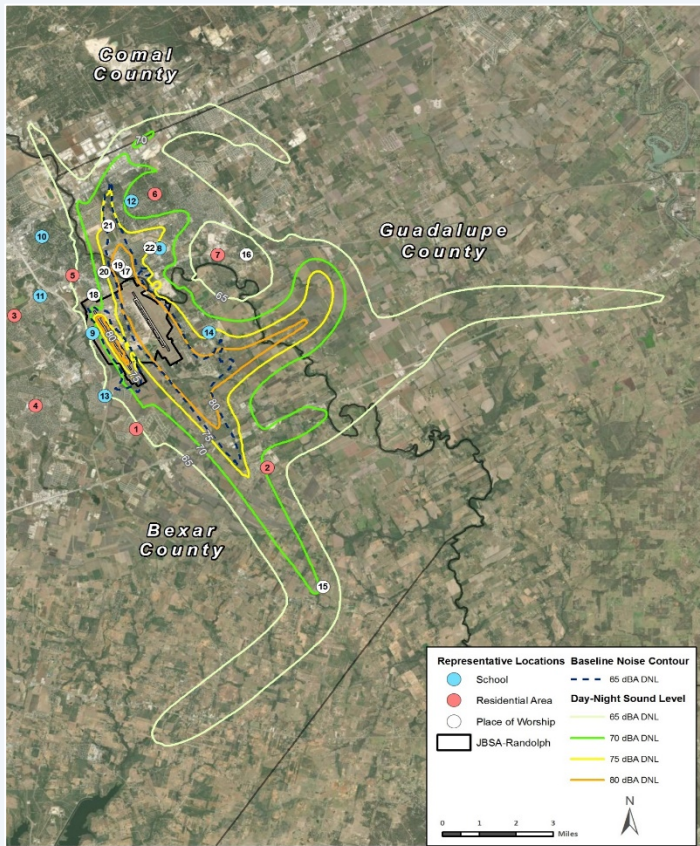 Comal
County
70
12
6
21
10
22
8
7
16
Guadalupe
County
19
17
20
5
11
18
65
3
9
80
14
75
13
4
80
1
75
70
2
65
Bexar
County
15
Representative Locations
School
Residential Area
Place of Worship
JBSA-Randolph
Baseline Noise Contour
65 dBA DNL
Day-Night Sound Level
65 dBA DNL
70 dBA DNL
75 dBA DNL
80 dBA DNL
N
0 1 2 3
Miles